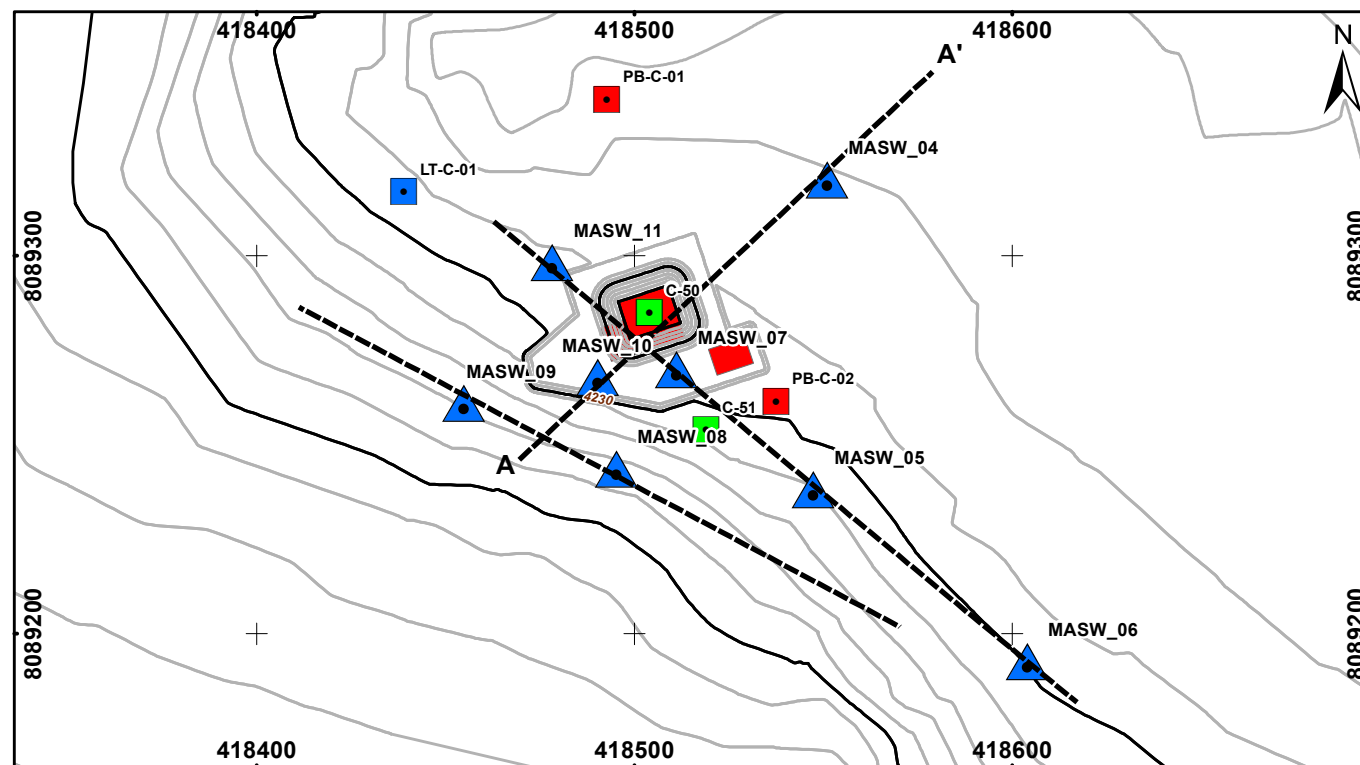 418400
418500
418600
N
A'
PB-C-01
MASW_04
LT-C-01
MASW_11
8089300
8089300
C-50
MASW_07
MASW_10
MASW_09
PB-C-02
4230
C-51
MASW_08
MASW_05
A
8089200
8089200
MASW_06
418400
418500
418600